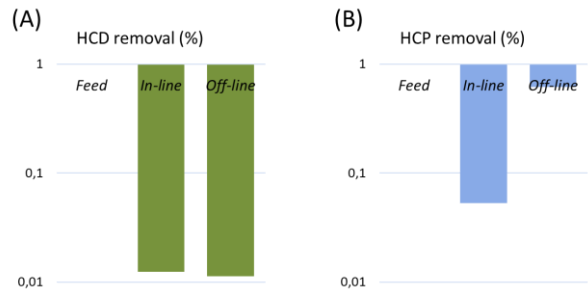 (A)
HCD removal (%)
1
Feed
In-line
Off-line
0,1
0,01
(B)
HCP removal (%)
1
Feed
In-line
Off-line
0,1
0,01